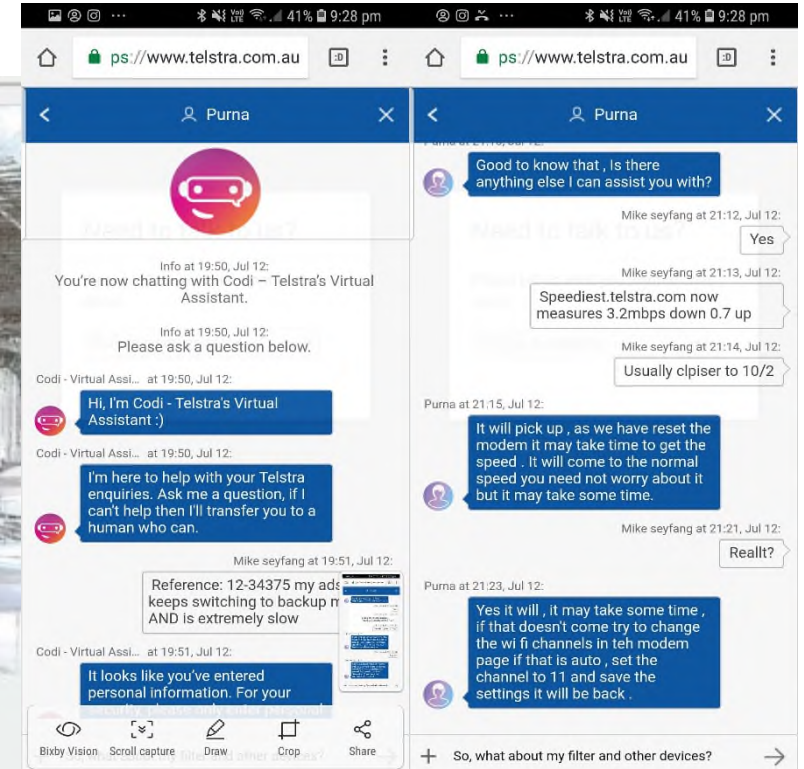 41% 9:28 pm
ps://www.telstra.com.au
Purna
Info at 19:50, Jul 12:
You're now chatting with Codi – Telstra's Virtual
Assistant.
Info at 19:50, Jul 12:
Please ask a question below.
Codi - Virtual Assi... at 19:50, Jul 12:
Hi, I'm Codi - Telstra's Virtual
Assistant :)
Codi - Virtual Assi... at 19:50, Jul 12:
I'm here to help with your Telstra
enquiries. Ask me a question, if I
can't help then I'll transfer you to a
human who can.
Mike seyfang at 19:51, Jul 12:
Reference: 12-34375 my ads
keeps switching to backup m
AND is extremely slow
Codi - Virtual Assi... at 19:51, Jul 12:
It looks like you've entered
personal information. For your
Bixby Vision Scroll capture Draw Crop Share
41% 9:28 pm
ps://www.telstra.com.au
:D
Purna
Good to know that , Is there
anything else I can assist you with?
Mike seyfang at 21:12, Jul 12:
Yes
Mike seyfang at 21:13, Jul 12:
Speediest.telstra.com now
measures 3.2mbps down 0.7 up
Mike seyfang at 21:14, Jul 12:
Usually clpiser to 10/2
Purna at 21:15, Jul 12:
It will pick up , as we have reset the
modem it may take time to get the
speed . It will come to the normal
speed you need not worry about it
but it may take some time.
Mike seyfang at 21:21, Jul 12:
Reallt?
Purna at 21:23, Jul 12:
Yes it will , it may take some time ,
if that doesn't come try to change
the wi fi channels in teh modem
page if that is auto , set the
channel to 11 and save the
settings it will be back .
So, what about my filter and other devices?